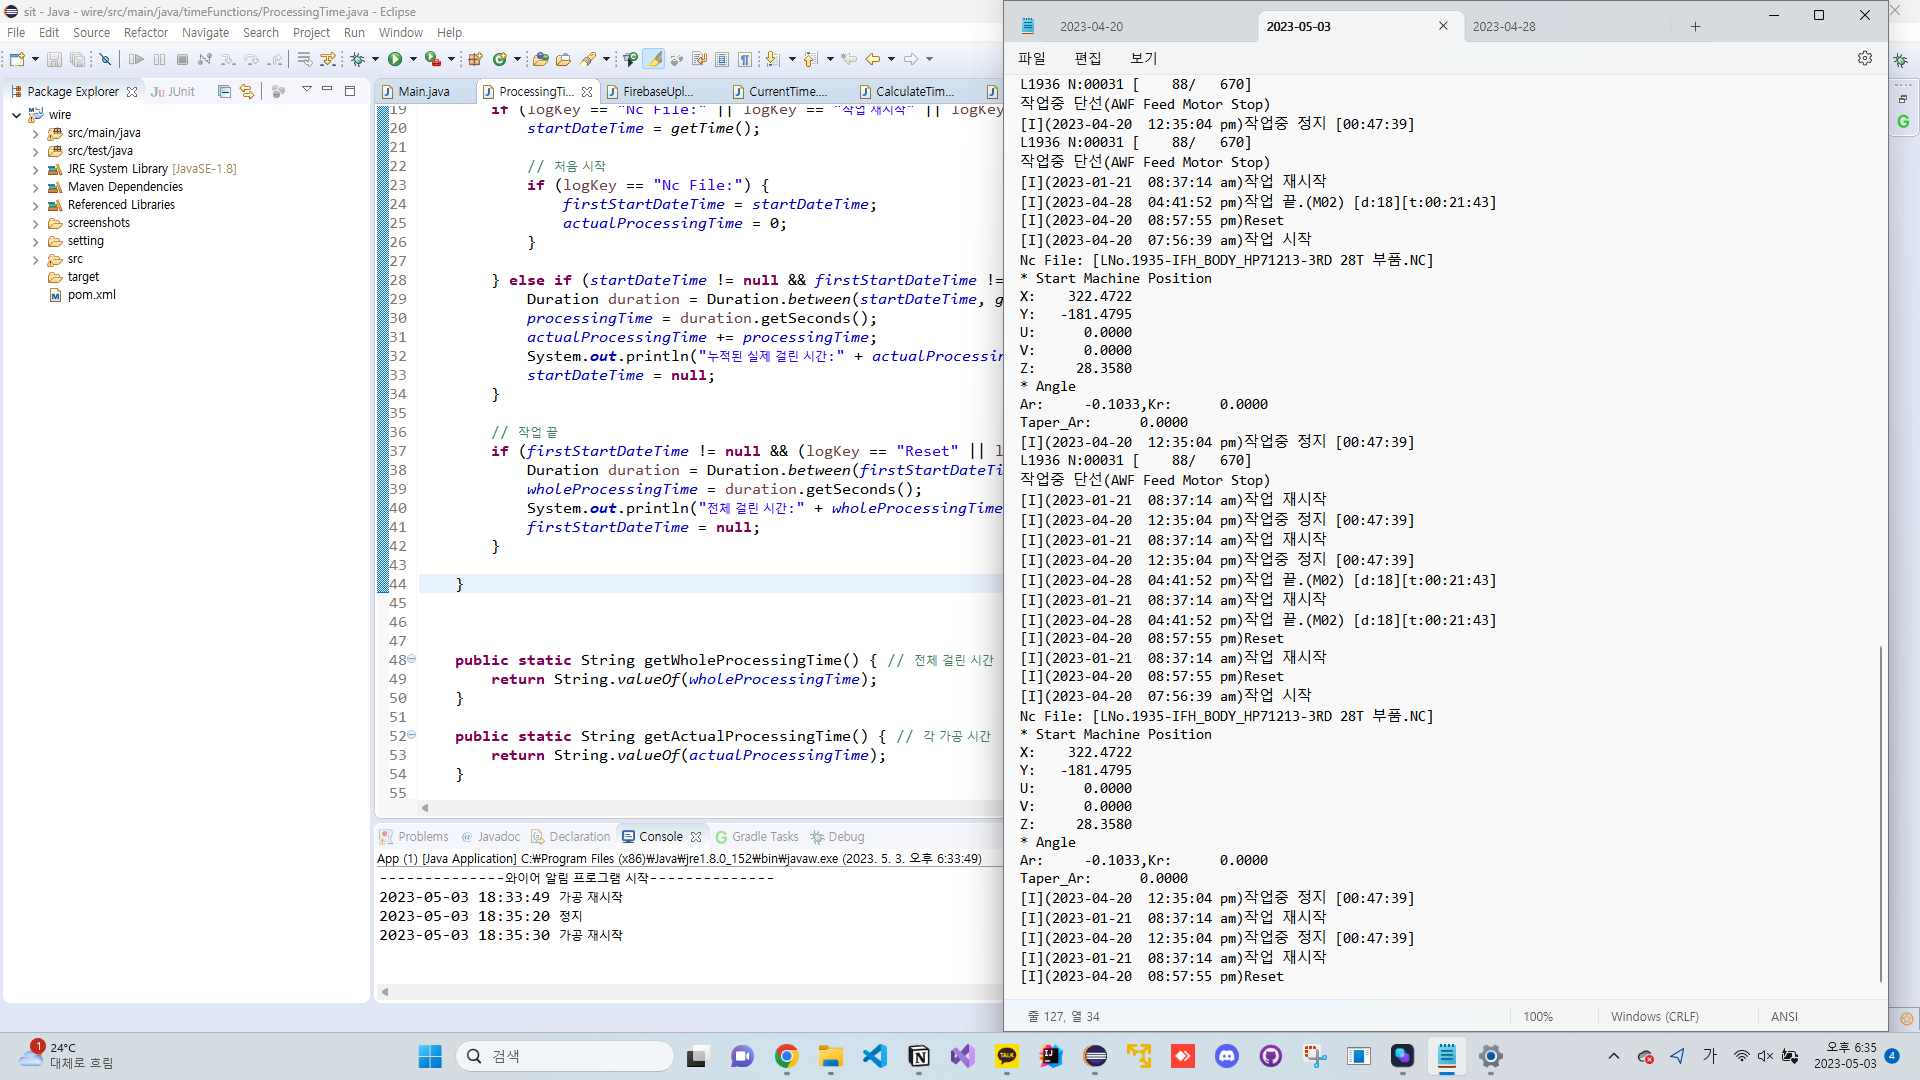 sit - Java - wire/src/main/java/timeFunctions/ProcessingTime.java - Eclipse
File Edit Source Refactor Navigate Search Project Run Window Help
Package Explorer JUnit
wire
src/main/java
src/test/java
JRE System Library [JavaSE-1.8]
Maven Dependencies
Referenced Libraries
screenshots
setting
src
target
pom.xml
Main.java ProcessingTi... FirebaseUpl... CurrentTime.... CalculateTim...
19 if (logKey == "Nc File:" || logKey == "작업 재시작" || logKey
20 startDateTime = getTime();
21
22 // 처음 시작
23 if (logKey == "Nc File:") {
24 firstStartDateTime = startDateTime;
25 actualProcessingTime = 0;
26 }
27
28 } else if (startDateTime != null && firstStartDateTime !=
29 Duration duration = Duration.between(startDateTime, g
30 processingTime = duration.getSeconds();
31 actualProcessingTime += processingTime;
32 System.out.println("누적된 실제 걸린 시간:" + actualProcessin
33 startDateTime = null;
34 }
35
36 // 작업 끝
37 if (firstStartDateTime != null && (logKey == "Reset" || l
38 Duration duration = Duration.between(firstStartDateTi
39 wholeProcessingTime = duration.getSeconds();
40 System.out.println("전체 걸린 시간:" + wholeProcessingTime
41 firstStartDateTime = null;
42 }
43
44 }
45
46
47
48 public static String getWholeProcessingTime() { // 전체 걸린 시간
49 return String.valueOf(wholeProcessingTime);
50 }
51
52 public static String getActualProcessingTime() { // 각 가공 시간
53 return String.valueOf(actualProcessingTime);
54 }
55
Problems Javadoc Declaration Console Gradle Tasks Debug
App (1) [Java Application] C:₩Program Files (x86)₩Java₩jre1.8.0_152₩bin₩javaw.exe (2023. 5. 3. 오후 6:33:49)
--------------와이어 알림 프로그램 시작--------------
2023-05-03 18:33:49 가공 재시작
2023-05-03 18:35:20 정지
2023-05-03 18:35:30 가공 재시작
2023-04-20 2023-05-03 2023-04-28
파일 편집 보기
L1936 N:00031 [ 88/ 670]
작업중 단선(AWF Feed Motor Stop)
[I](2023-04-20 12:35:04 pm)작업중 정지 [00:47:39]
L1936 N:00031 [ 88/ 670]
작업중 단선(AWF Feed Motor Stop)
[I](2023-01-21 08:37:14 am)작업 재시작
[I](2023-04-28 04:41:52 pm)작업 끝.(M02) [d:18][t:00:21:43]
[I](2023-04-20 08:57:55 pm)Reset
[I](2023-04-20 07:56:39 am)작업 시작
Nc File: [LNo.1935-IFH_BODY_HP71213-3RD 28T 부품.NC]
* Start Machine Position
X: 322.4722
Y: -181.4795
U: 0.0000
V: 0.0000
Z: 28.3580
* Angle
Ar: -0.1033,Kr: 0.0000
Taper_Ar: 0.0000
[I](2023-04-20 12:35:04 pm)작업중 정지 [00:47:39]
L1936 N:00031 [ 88/ 670]
작업중 단선(AWF Feed Motor Stop)
[I](2023-01-21 08:37:14 am)작업 재시작
[I](2023-04-20 12:35:04 pm)작업중 정지 [00:47:39]
[I](2023-01-21 08:37:14 am)작업 재시작
[I](2023-04-20 12:35:04 pm)작업중 정지 [00:47:39]
[I](2023-04-28 04:41:52 pm)작업 끝.(M02) [d:18][t:00:21:43]
[I](2023-01-21 08:37:14 am)작업 재시작
[I](2023-04-28 04:41:52 pm)작업 끝.(M02) [d:18][t:00:21:43]
[I](2023-04-20 08:57:55 pm)Reset
[I](2023-01-21 08:37:14 am)작업 재시작
[I](2023-04-20 08:57:55 pm)Reset
[I](2023-04-20 07:56:39 am)작업 시작
Nc File: [LNo.1935-IFH_BODY_HP71213-3RD 28T 부품.NC]
* Start Machine Position
X: 322.4722
Y: -181.4795
U: 0.0000
V: 0.0000
Z: 28.3580
* Angle
Ar: -0.1033,Kr: 0.0000
Taper_Ar: 0.0000
[I](2023-04-20 12:35:04 pm)작업중 정지 [00:47:39]
[I](2023-01-21 08:37:14 am)작업 재시작
[I](2023-04-20 12:35:04 pm)작업중 정지 [00:47:39]
[I](2023-01-21 08:37:14 am)작업 재시작
[I](2023-04-20 08:57:55 pm)Reset
줄 127, 열 34 100% Windows (CRLF) ANSI
1
24°C
대체로 흐림
검색
TALK
가
오후 6:35
2023-05-03
4